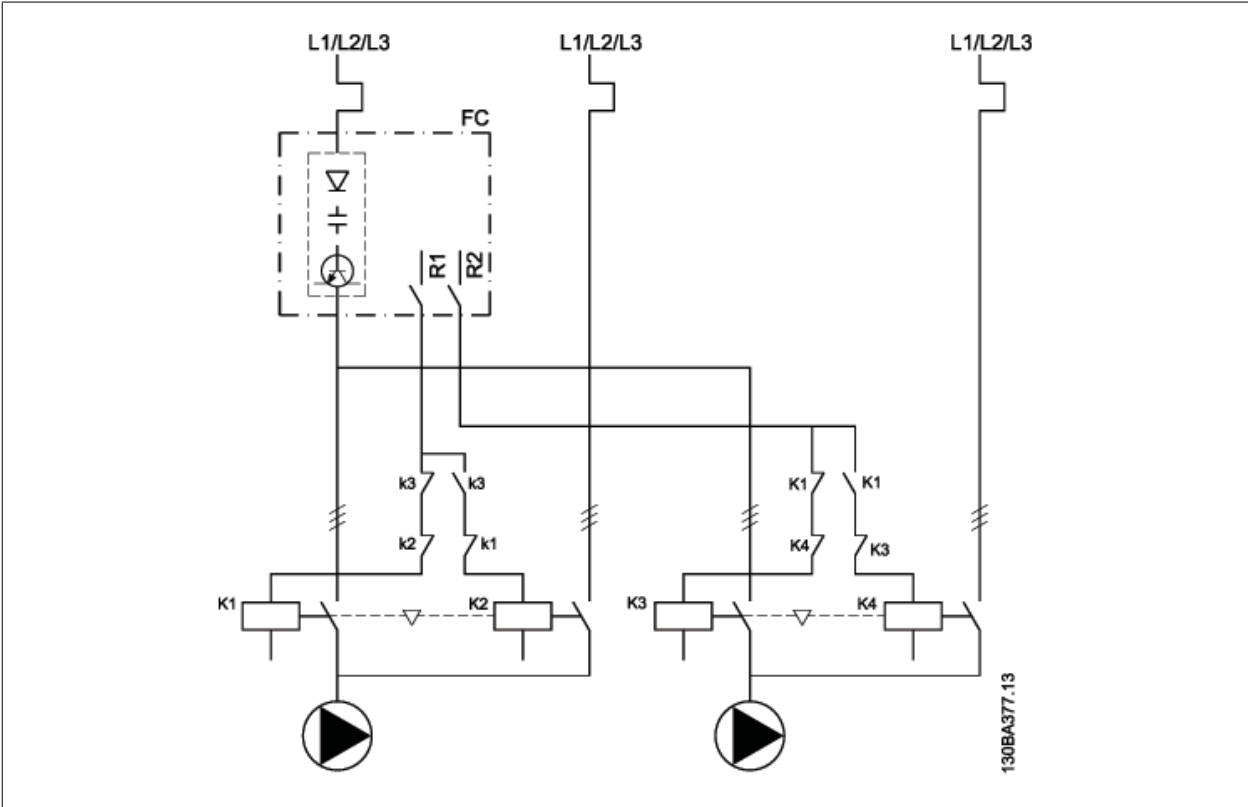 L1/L2/L3 L1/L2/L3 L1/L2/L3
FC
R1 R2
k3 k3 K1 K1
k2 k1 K4 K3
K1 K2 K3 K4
130BA377.13